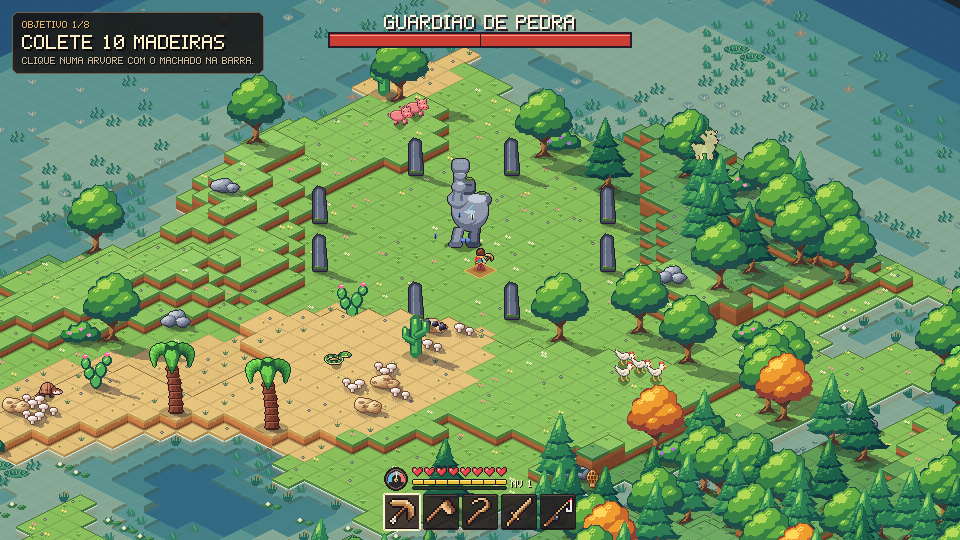 GUARDIAO DE PEDRA
OBJETIVO 1/8
COLETE 10 MADEIRAS
CLIQUE NUMA ARVORE COM O MACHADO NA BARRA.
NV 1